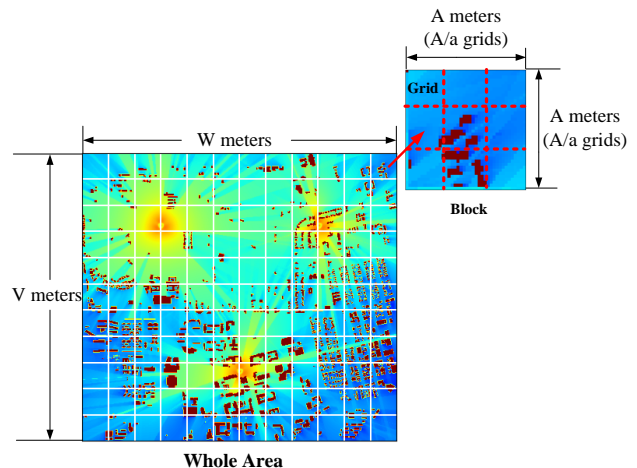 A meters
(A/a grids)
Grid
A meters
(A/a grids)
W meters
Block
V meters
Whole Area